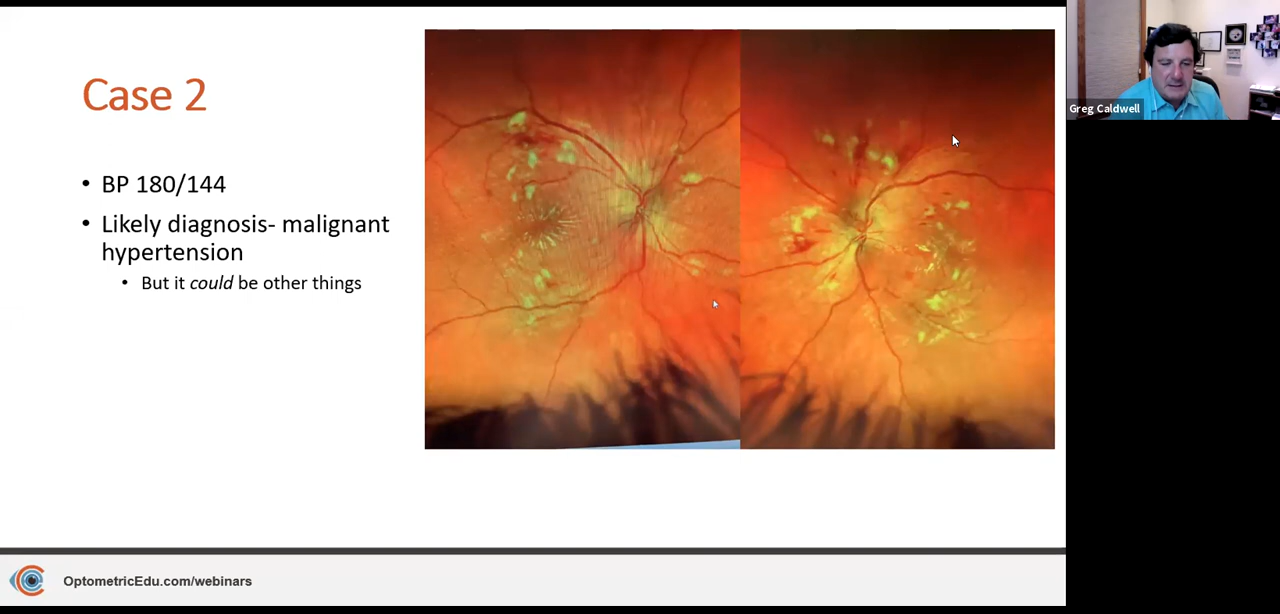 Case 2
• BP 180/144
• Likely diagnosis- malignant
hypertension
• But it could be other things
Greg Caldwell
OptometricEdu.com/webinars